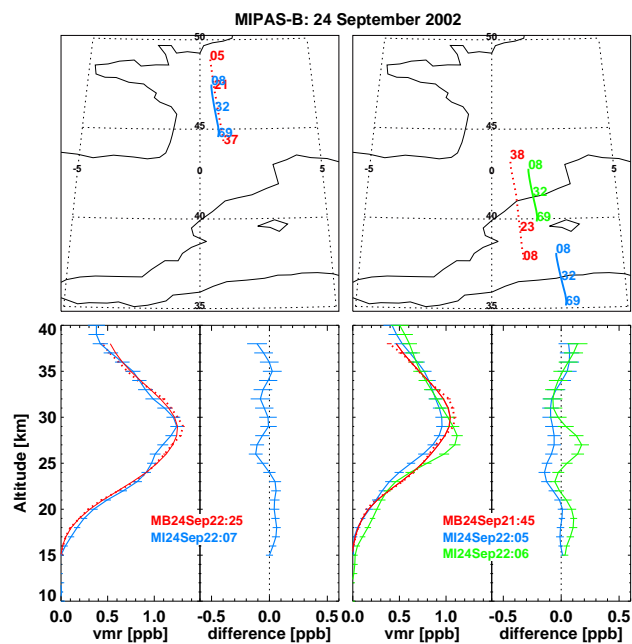 MIPAS-B: 24 September 2002
50
50
05
08
21
32
45
69
37
-5
0
5
40
35
45
38
08
-5
0
5
32
69
40
23
08
08
32
69
35
40
35
30
25
20
15
10
Altitude [km]
MB24Sep22:25
MI24Sep22:07
MB24Sep21:45
MI24Sep22:05
MI24Sep22:06
0.0 0.5 1.0
-0.5 0.0
0.0 0.5 1.0
-0.5 0.0 0.5
vmr [ppb]
difference [ppb]
vmr [ppb]
difference [ppb]